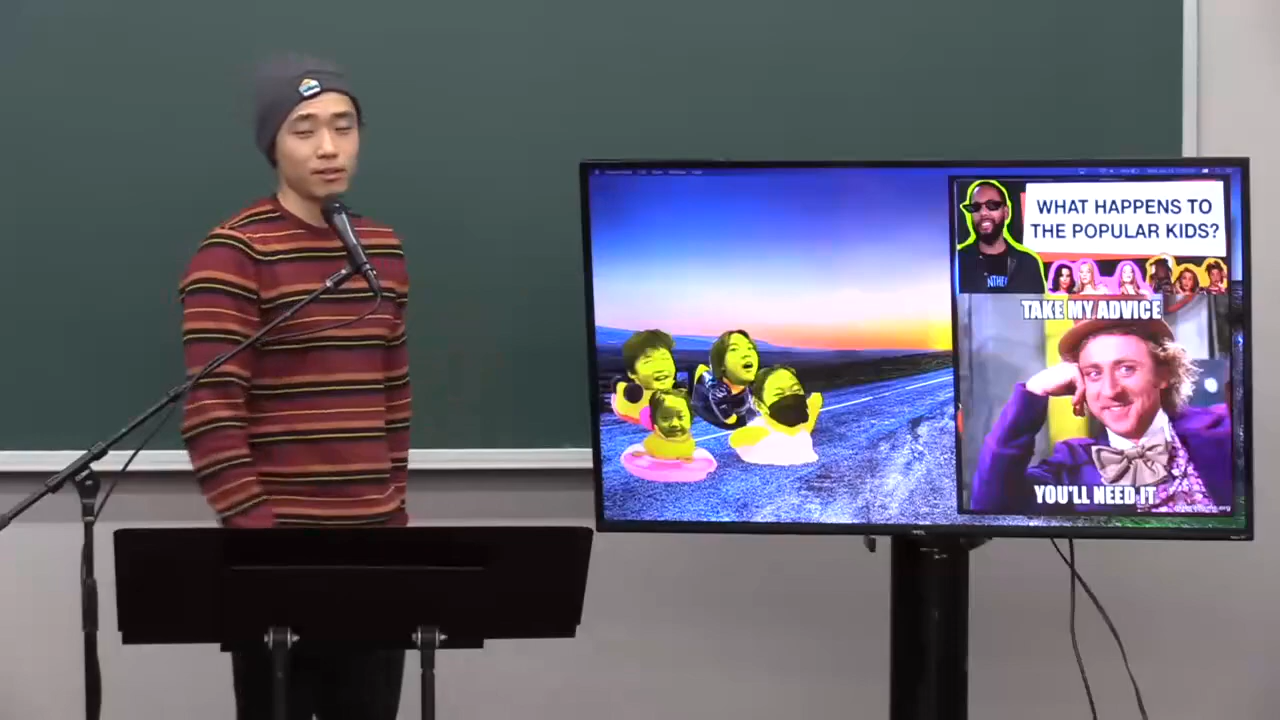 WHAT HAPPENS TO
THE POPULAR KIDS?
TAKE MY ADVICE
YOU'LL NEED IT